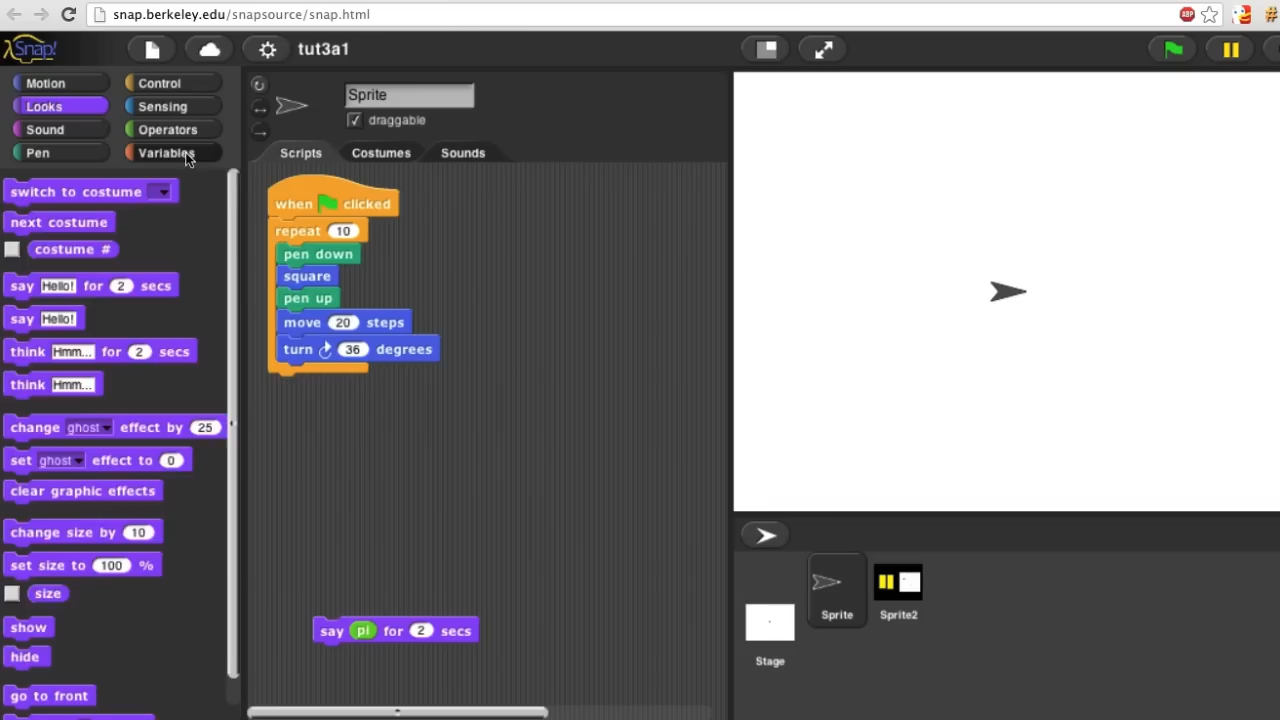 snap.berkeley.edu/snapsource/snap.html
ABP
λSnap!
tut3a1
Motion
Control
Looks
Sensing
Sound
Operators
Pen
Variables
switch to costume
next costume
costume #
say Hello! for 2 secs
say Hello!
think Hmm... for 2 secs
think Hmm...
change ghost effect by 25
set ghost effect to 0
clear graphic effects
change size by 10
set size to 100 %
size
show
hide
go to front
Sprite
draggable
Scripts
Costumes
Sounds
when clicked
repeat 10
pen down
square
pen up
move 20 steps
turn 36 degrees
say pi for 2 secs
Stage
Sprite
Sprite2